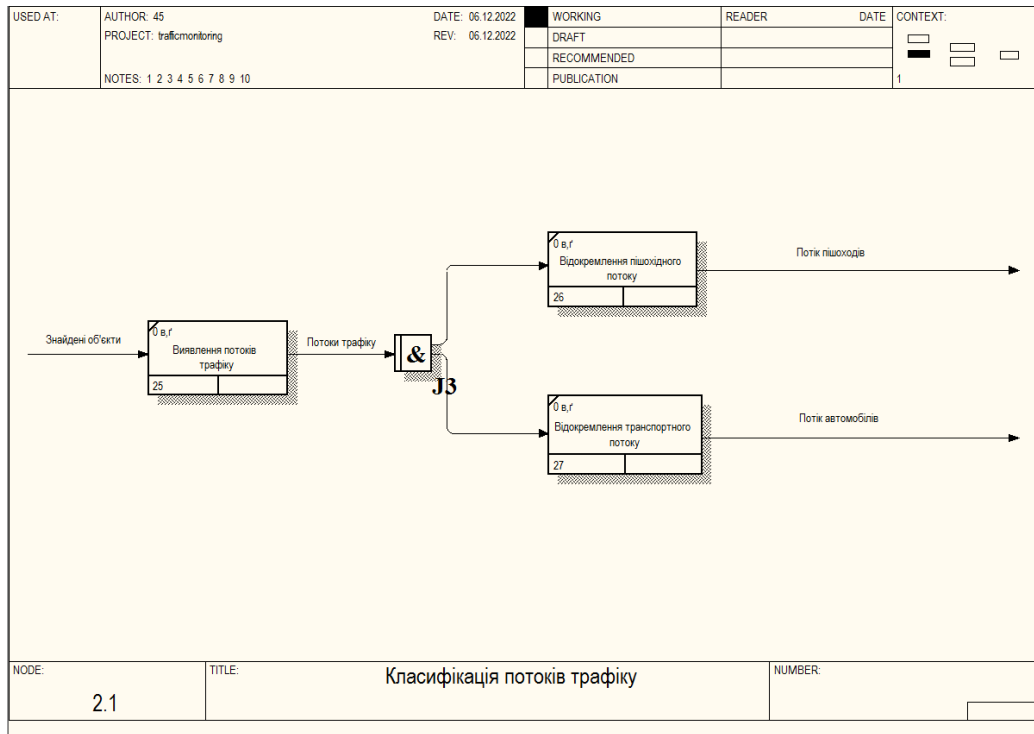 USED AT:
AUTHOR: 45
DATE: 06.12.2022
WORKING
READER
DATE
CONTEXT:
PROJECT: trafficmonitoring
REV: 06.12.2022
DRAFT
RECOMMENDED
NOTES: 1 2 3 4 5 6 7 8 9 10
PUBLICATION
1
0 в,ґ
Відокремлення пішохідного
потоку
26
Потік пішоходів
Знайдені об'єкти
0 в,ґ
Виявлення потоків
трафіку
25
Потоки трафіку
&
J3
0 в,ґ
Відокремлення транспортного
потоку
27
Потік автомобілів
NODE:
2.1
TITLE:
Класифікація потоків трафіку
NUMBER: